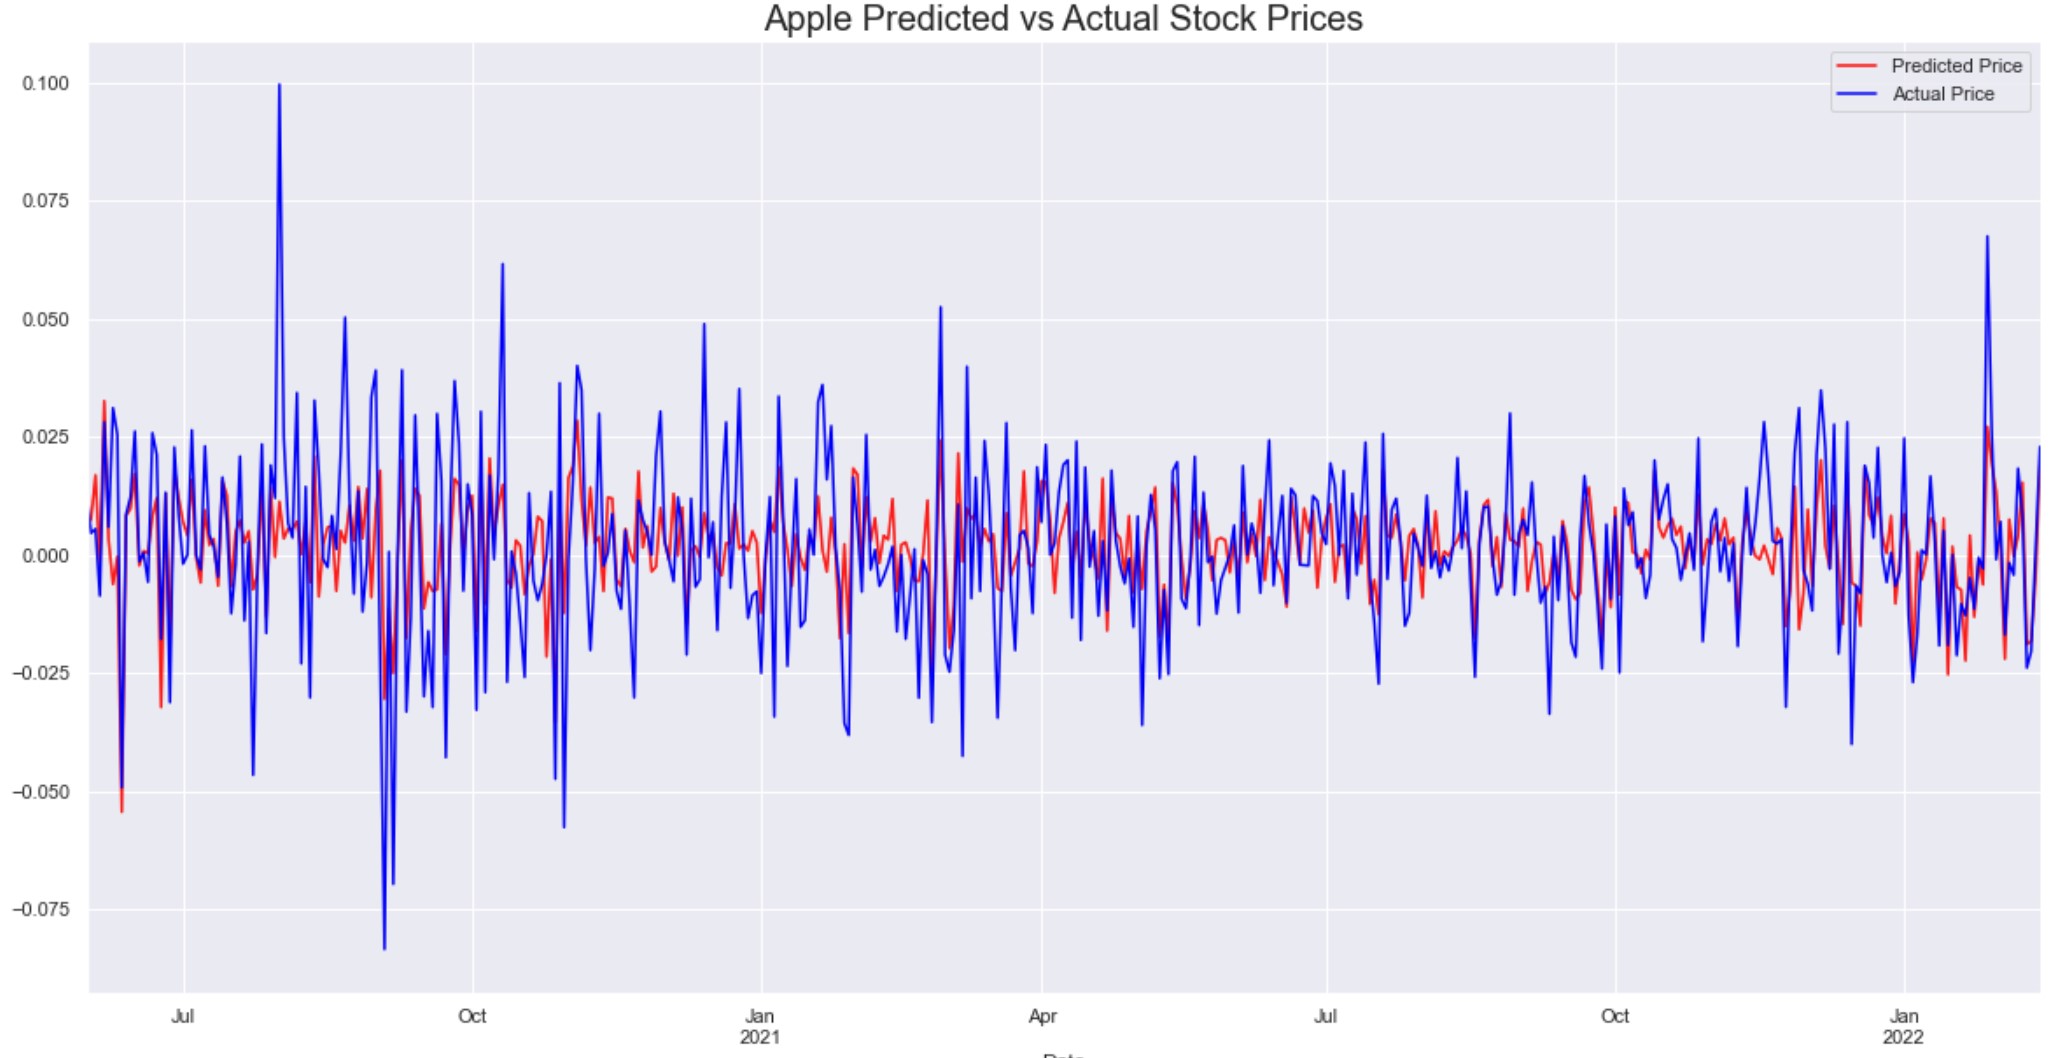 Apple Predicted vs Actual Stock Prices
Predicted Price
Actual Price
0.100
0.075
0.050
0.025
0.000
−0.025
−0.050
−0.075
Jul
Oct
Jan
2021
Apr
Jul
Oct
Jan
2022